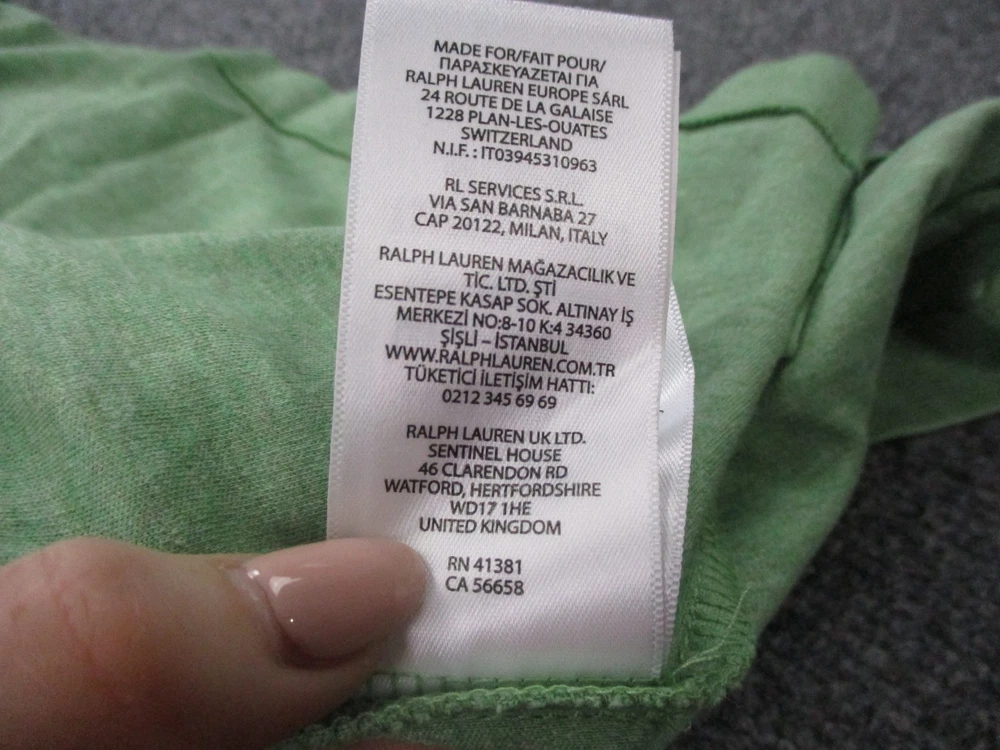 MADE FOR/FAIT POUR/
ΠΑΡΑΣΚΕΥΑΖΕΤΑΙ ΓΙΑ
RALPH LAUREN EUROPE SÁRL
24 ROUTE DE LA GALAISE
1228 PLAN-LES-OUATES
SWITZERLAND
N.I.F. : IT03945310963
RL SERVICES S.R.L.
VIA SAN BARNABA 27
CAP 20122, MILAN, ITALY
RALPH LAUREN MAĞAZACILIK VE
TİC. LTD. ŞTİ
ESENTEPE KASAP SOK. ALTINAY İŞ
MERKEZİ NO:8-10 K:4 34360
ŞİŞLİ – İSTANBUL
WWW.RALPHLAUREN.COM.TR
TÜKETİCİ İLETİŞİM HATTI:
0212 345 69 69
RALPH LAUREN UK LTD.
SENTINEL HOUSE
46 CLARENDON RD
WATFORD, HERTFORDSHIRE
WD17 1HE
UNITED KINGDOM
RN 41381
CA 56658